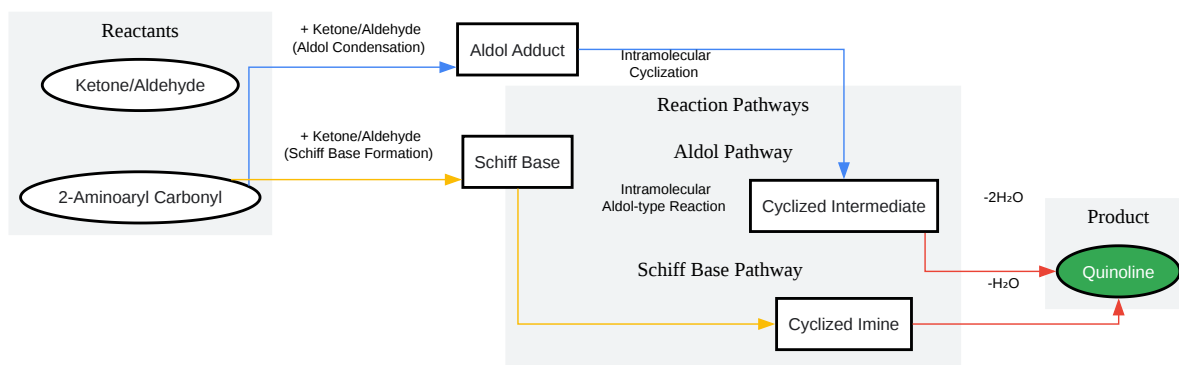 Reactants
Ketone/Aldehyde
2-Aminoaryl Carbonyl
+ Ketone/Aldehyde
(Aldol Condensation)
+ Ketone/Aldehyde
(Schiff Base Formation)
Aldol Adduct
Schiff Base
Intramolecular
Cyclization
Reaction Pathways
Aldol Pathway
Intramolecular
Aldol-type Reaction
Cyclized Intermediate
Schiff Base Pathway
Cyclized Imine
-2H₂O
-H₂O
Product
Quinoline